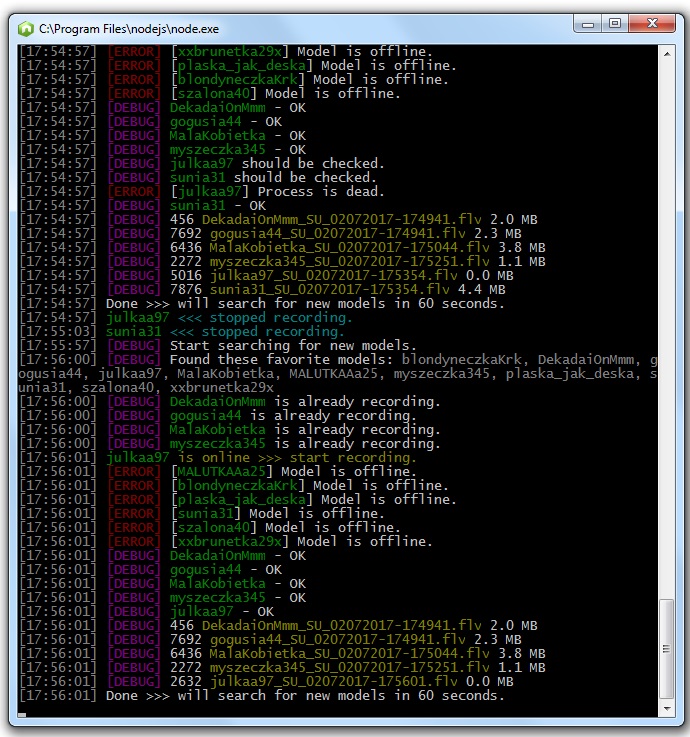 C:\Program Files\nodejs\node.exe
[17:54:57] [ERROR] [xxbrunetka29x] Model is offline.
[17:54:57] [ERROR] [plaska_jak_deska] Model is offline.
[17:54:57] [ERROR] [blondyneczkaKrk] Model is offline.
[17:54:57] [ERROR] [szalona40] Model is offline.
[17:54:57] [DEBUG] DekadaiOnMmm - OK
[17:54:57] [DEBUG] gogusia44 - OK
[17:54:57] [DEBUG] MalaKobietka - OK
[17:54:57] [DEBUG] myszeczka345 - OK
[17:54:57] [DEBUG] julkaa97 should be checked.
[17:54:57] [DEBUG] sunia31 should be checked.
[17:54:57] [ERROR] [julkaa97] Process is dead.
[17:54:57] [DEBUG] sunia31 - OK
[17:54:57] [DEBUG] 456 DekadaiOnMmm_SU_02072017-174941.flv 2.0 MB
[17:54:57] [DEBUG] 7692 gogusia44_SU_02072017-174941.flv 2.3 MB
[17:54:57] [DEBUG] 6436 MalaKobietka_SU_02072017-175044.flv 3.8 MB
[17:54:57] [DEBUG] 2272 myszeczka345_SU_02072017-175251.flv 1.1 MB
[17:54:57] [DEBUG] 5016 julkaa97_SU_02072017-175354.flv 0.0 MB
[17:54:57] [DEBUG] 7876 sunia31_SU_02072017-175354.flv 4.4 MB
[17:54:57] Done >>> will search for new models in 60 seconds.
[17:54:57] julkaa97 <<< stopped recording.
[17:55:03] sunia31 <<< stopped recording.
[17:55:57] [DEBUG] Start searching for new models.
[17:56:00] [DEBUG] Found these favorite models: blondyneczkaKrk, DekadaiOnMmm, g
ogusia44, julkaa97, MalaKobietka, MALUTKAAa25, myszeczka345, plaska_jak_deska, s
unia31, szalona40, xxbrunetka29x
[17:56:00] [DEBUG] DekadaiOnMmm is already recording.
[17:56:00] [DEBUG] gogusia44 is already recording.
[17:56:00] [DEBUG] MalaKobietka is already recording.
[17:56:00] [DEBUG] myszeczka345 is already recording.
[17:56:01] julkaa97 is online >>> start recording.
[17:56:01] [ERROR] [MALUTKAAa25] Model is offline.
[17:56:01] [ERROR] [blondyneczkaKrk] Model is offline.
[17:56:01] [ERROR] [plaska_jak_deska] Model is offline.
[17:56:01] [ERROR] [sunia31] Model is offline.
[17:56:01] [ERROR] [szalona40] Model is offline.
[17:56:01] [ERROR] [xxbrunetka29x] Model is offline.
[17:56:01] [DEBUG] DekadaiOnMmm - OK
[17:56:01] [DEBUG] gogusia44 - OK
[17:56:01] [DEBUG] MalaKobietka - OK
[17:56:01] [DEBUG] myszeczka345 - OK
[17:56:01] [DEBUG] julkaa97 - OK
[17:56:01] [DEBUG] 456 DekadaiOnMmm_SU_02072017-174941.flv 2.0 MB
[17:56:01] [DEBUG] 7692 gogusia44_SU_02072017-174941.flv 2.3 MB
[17:56:01] [DEBUG] 6436 MalaKobietka_SU_02072017-175044.flv 3.8 MB
[17:56:01] [DEBUG] 2272 myszeczka345_SU_02072017-175251.flv 1.1 MB
[17:56:01] [DEBUG] 2632 julkaa97_SU_02072017-175601.flv 0.0 MB
[17:56:01] Done >>> will search for new models in 60 seconds.